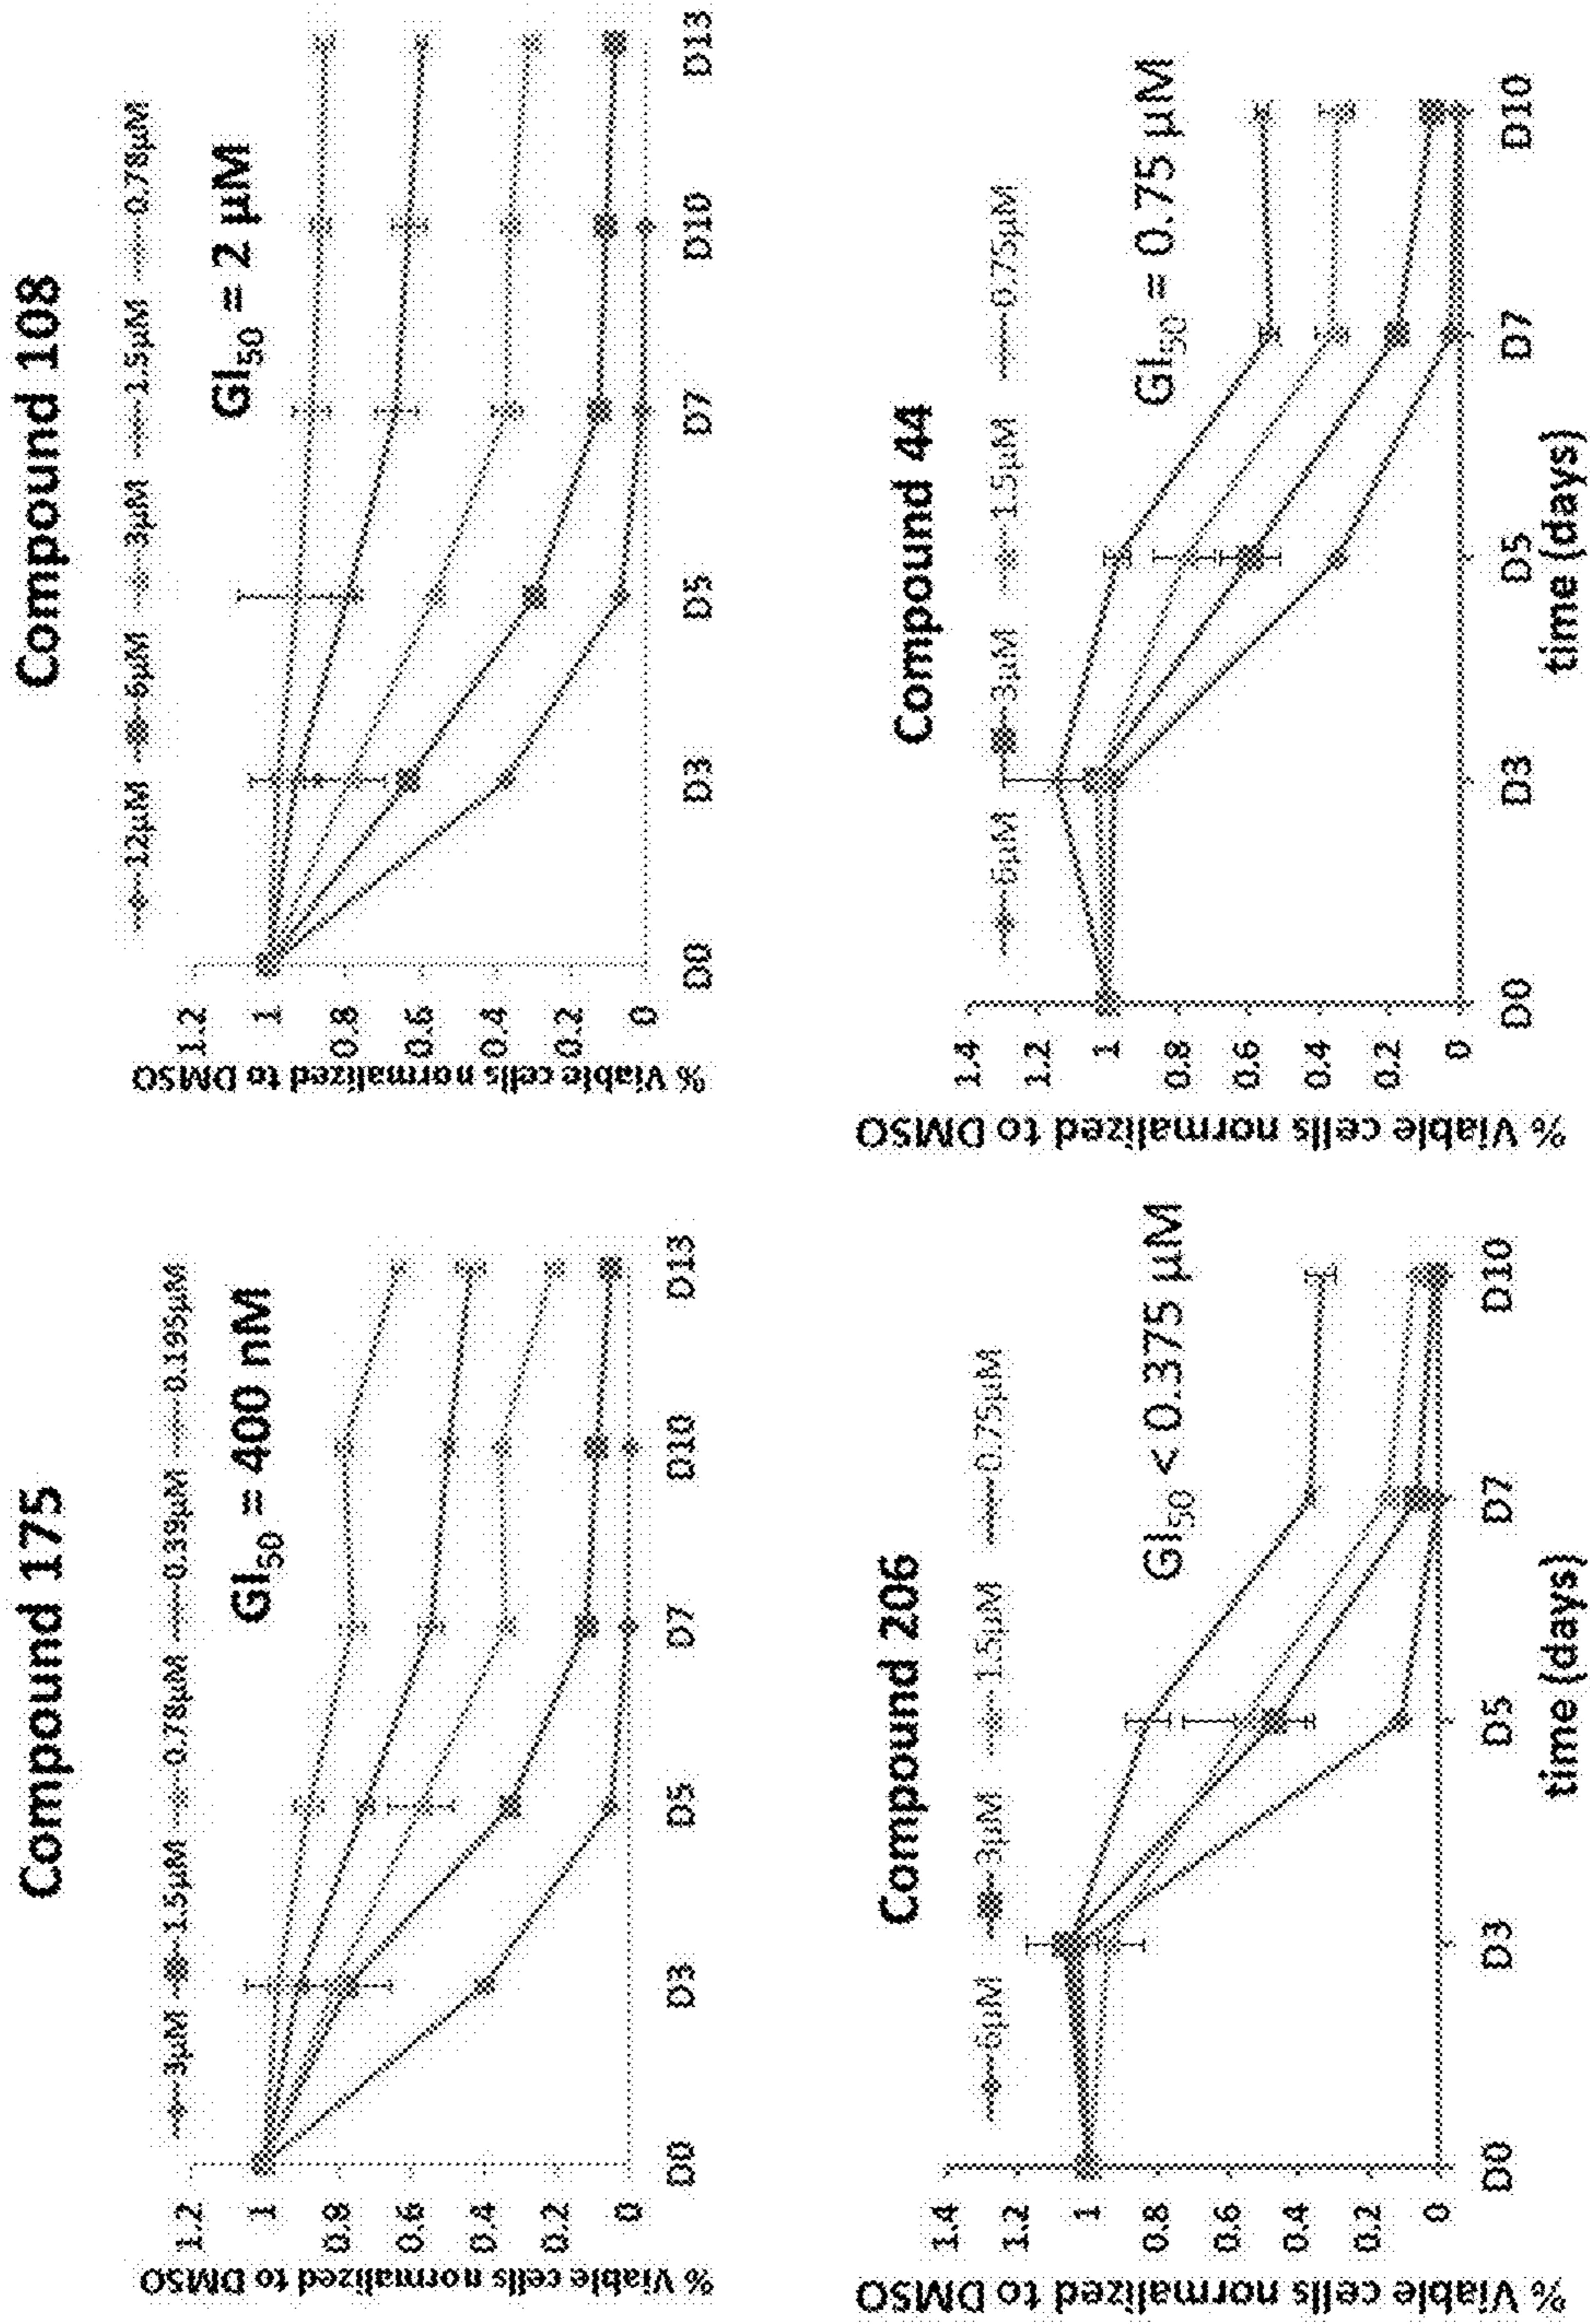 Compound 175
3µM 1.5µM 0.78µM 0.39µM 0.195µM
GI50 = 400 nM
% Viable cells normalized to DMSO
1.2
1
0.8
0.6
0.4
0.2
0
D0 D3 D5 D7 D10 D13
Compound 108
12µM 6µM 3µM 1.5µM 0.78µM
GI50 = 2 µM
% Viable cells normalized to DMSO
1.2
1
0.8
0.6
0.4
0.2
0
D0 D3 D5 D7 D10 D13
Compound 206
6µM 3µM 1.5µM 0.75µM
GI50 < 0.375 µM
% Viable cells normalized to DMSO
1.4
1.2
1
0.8
0.6
0.4
0.2
0
D0 D3 D5 D7 D10
time (days)
Compound 44
6µM 3µM 1.5µM 0.75µM
GI50 = 0.75 µM
% Viable cells normalized to DMSO
1.4
1.2
1
0.8
0.6
0.4
0.2
0
D0 D3 D5 D7 D10
time (days)